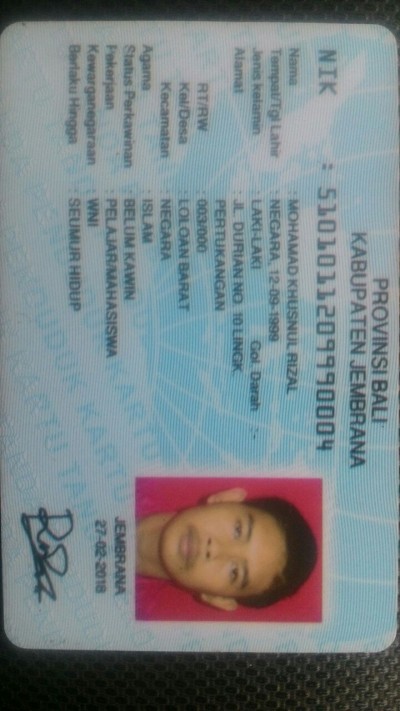 PROVINSI BALI
KABUPATEN JEMBRANA
NIK : 5101011209990004
Nama : MOHAMAD KHUSNUL RIZAL
Tempat/Tgl Lahir : NEGARA, 12-09-1999
Jenis kelamin : LAKI-LAKI Gol. Darah : -
Alamat : JL. DURIAN NO. 10 LINGK.
PERTUKANGAN
RT/RW : 003/000
Kel/Desa : LOLOAN BARAT
Kecamatan : NEGARA
Agama : ISLAM
Status Perkawinan : BELUM KAWIN
Pekerjaan : PELAJAR/MAHASISWA
Kewarganegaraan : WNI
Berlaku Hingga : SEUMUR HIDUP
JEMBRANA
27-02-2018